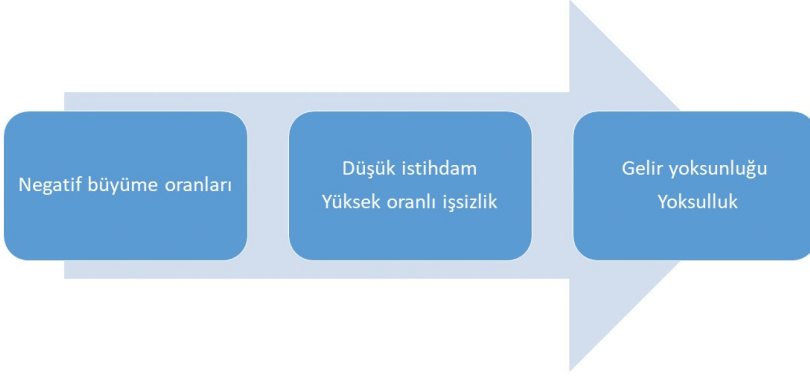 Negatif büyüme oranları
Düşük istihdam
Yüksek oranlı işsizlik
Gelir yoksunluğu
Yoksulluk